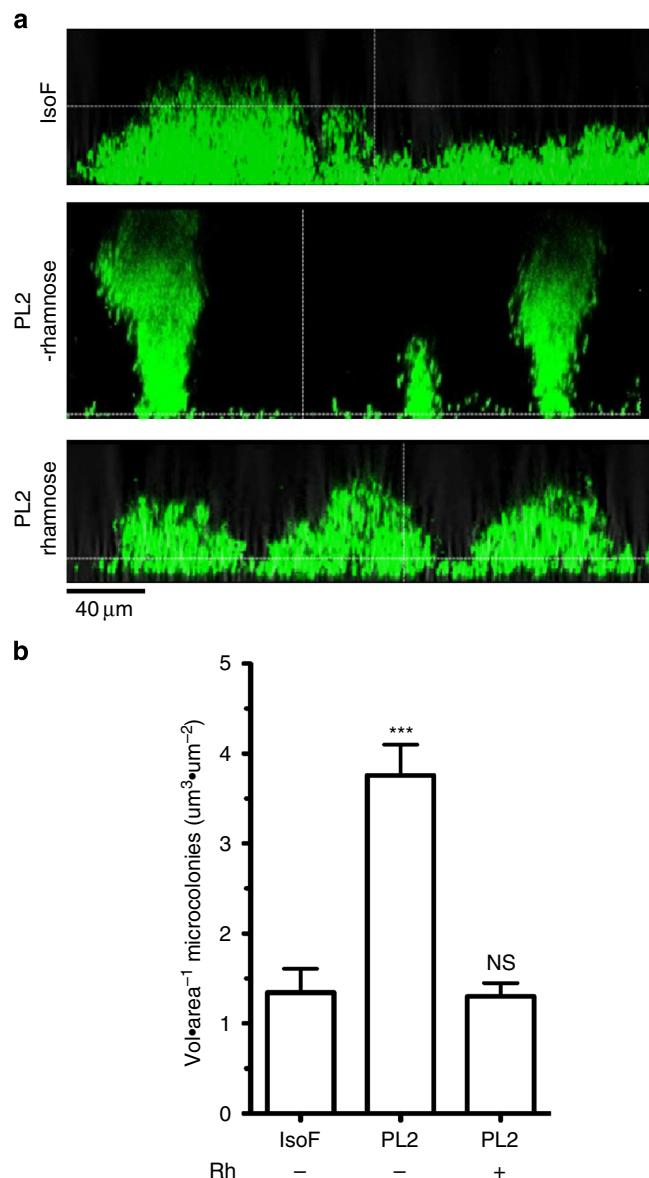 a
IsoF
PL2
-rhamnose
PL2
rhamnose
40 μm
b
Vol•area⁻¹ microcolonies (um³•um⁻²)
5
4
3
2
1
0
***
NS
IsoF PL2 PL2
Rh – – +